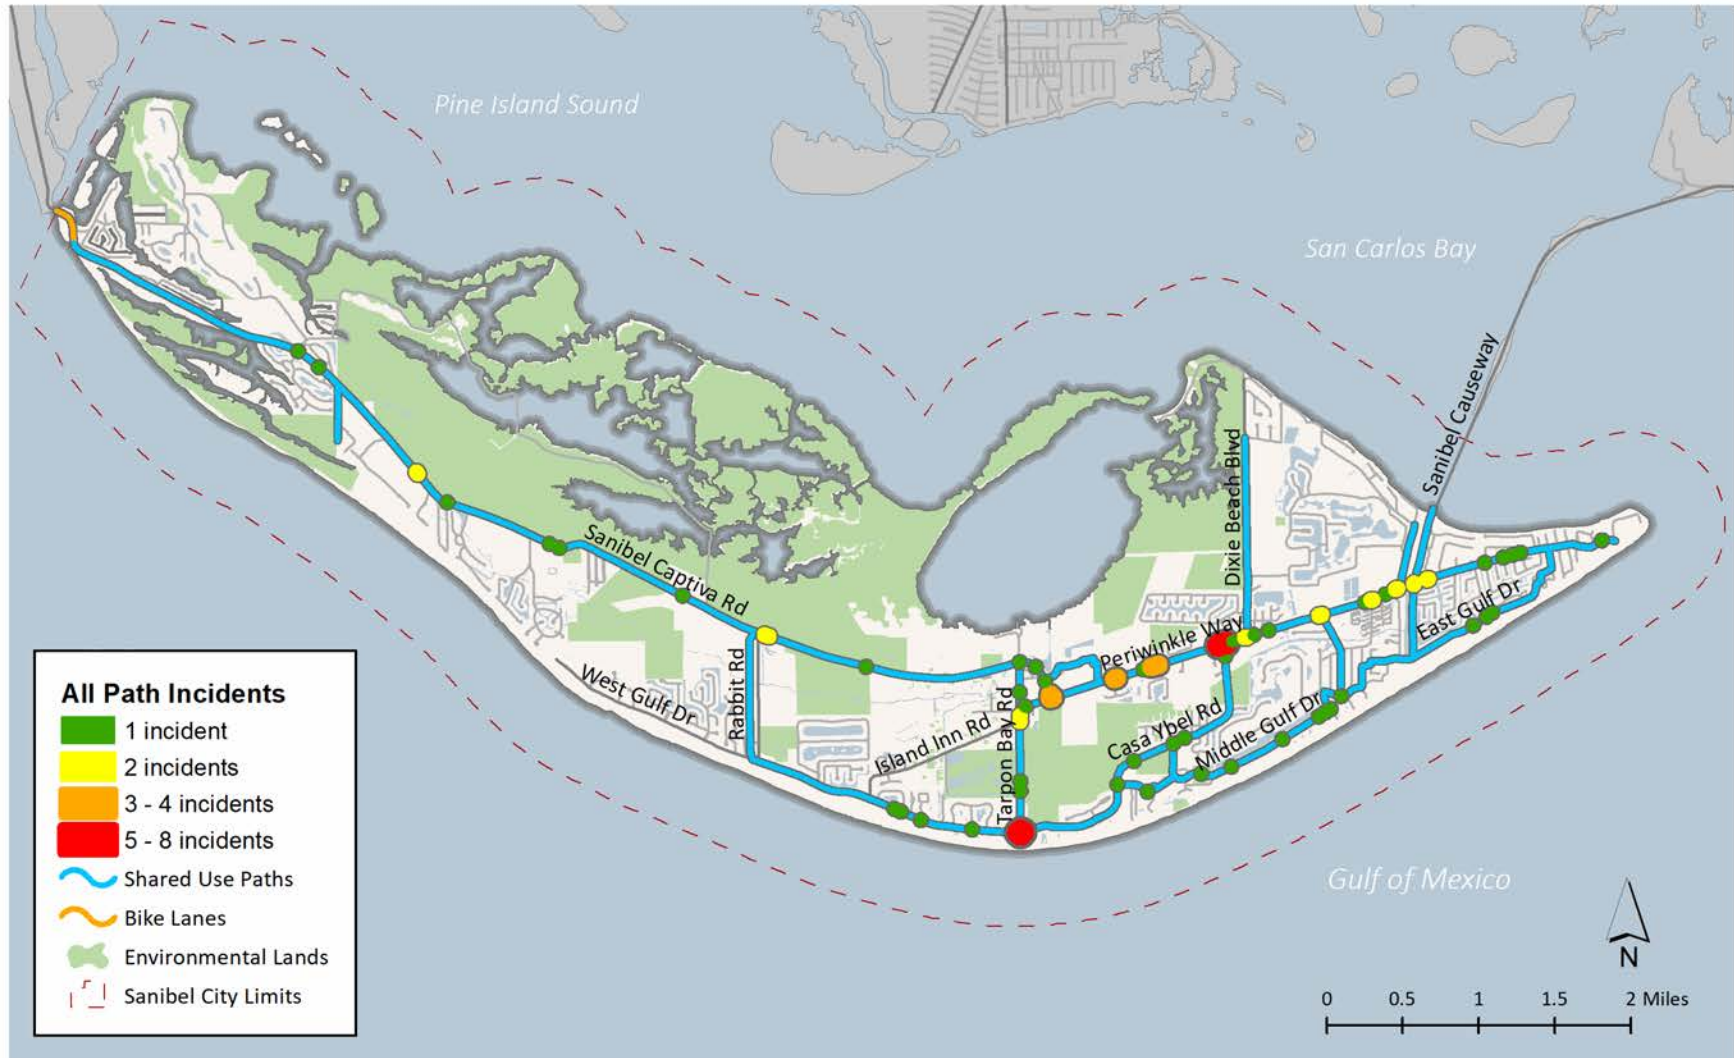 Pine Island Sound
San Carlos Bay
Sanibel Causeway
Dixie Beach Blvd
Sanibel Captiva Rd
East Gulf Dr
Periwinkle Way
West Gulf Dr
Rabbit Rd
Island Inn Rd
Tarpon Bay Rd
Casa Ybel Rd
Middle Gulf Dr
Gulf of Mexico
All Path Incidents
1 incident
2 incidents
3 - 4 incidents
5 - 8 incidents
Shared Use Paths
Bike Lanes
Environmental Lands
Sanibel City Limits
N
0 0.5 1 1.5 2 Miles